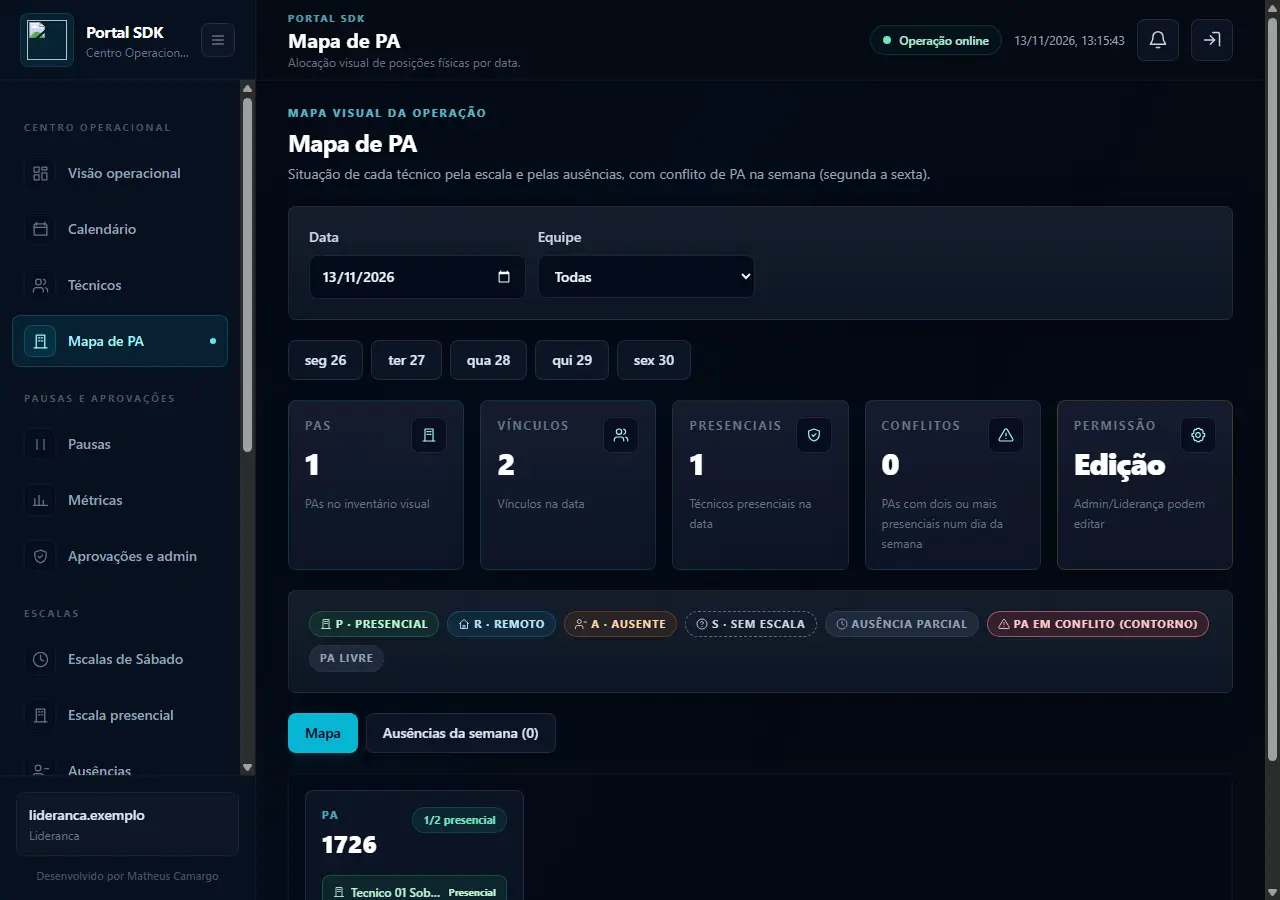 Portal SDK
Centro Operacion...
CENTRO OPERACIONAL
Visão operacional
Calendário
Técnicos
Mapa de PA
PAUSAS E APROVAÇÕES
Pausas
Métricas
Aprovações e admin
ESCALAS
Escalas de Sábado
Escala presencial
Ausências
lideranca.exemplo
Lideranca
Desenvolvido por Matheus Camargo
PORTAL SDK
Mapa de PA
Alocação visual de posições físicas por data.
Operação online
13/11/2026, 13:15:43
MAPA VISUAL DA OPERAÇÃO
Mapa de PA
Situação de cada técnico pela escala e pelas ausências, com conflito de PA na semana (segunda a sexta).
Data
Equipe
13/11/2026
Todas
seg 26
ter 27
qua 28
qui 29
sex 30
PAS
1
PAs no inventário visual
VÍNCULOS
2
Vínculos na data
PRESENCIAIS
1
Técnicos presenciais na
data
CONFLITOS
0
PAs com dois ou mais
presenciais num dia da
semana
PERMISSÃO
Edição
Admin/Liderança podem
editar
P · PRESENCIAL
R · REMOTO
A · AUSENTE
S · SEM ESCALA
AUSÊNCIA PARCIAL
PA EM CONFLITO (CONTORNO)
PA LIVRE
Mapa
Ausências da semana (0)
PA
1726
1/2 presencial
Tecnico 01 Sob...
Presencial